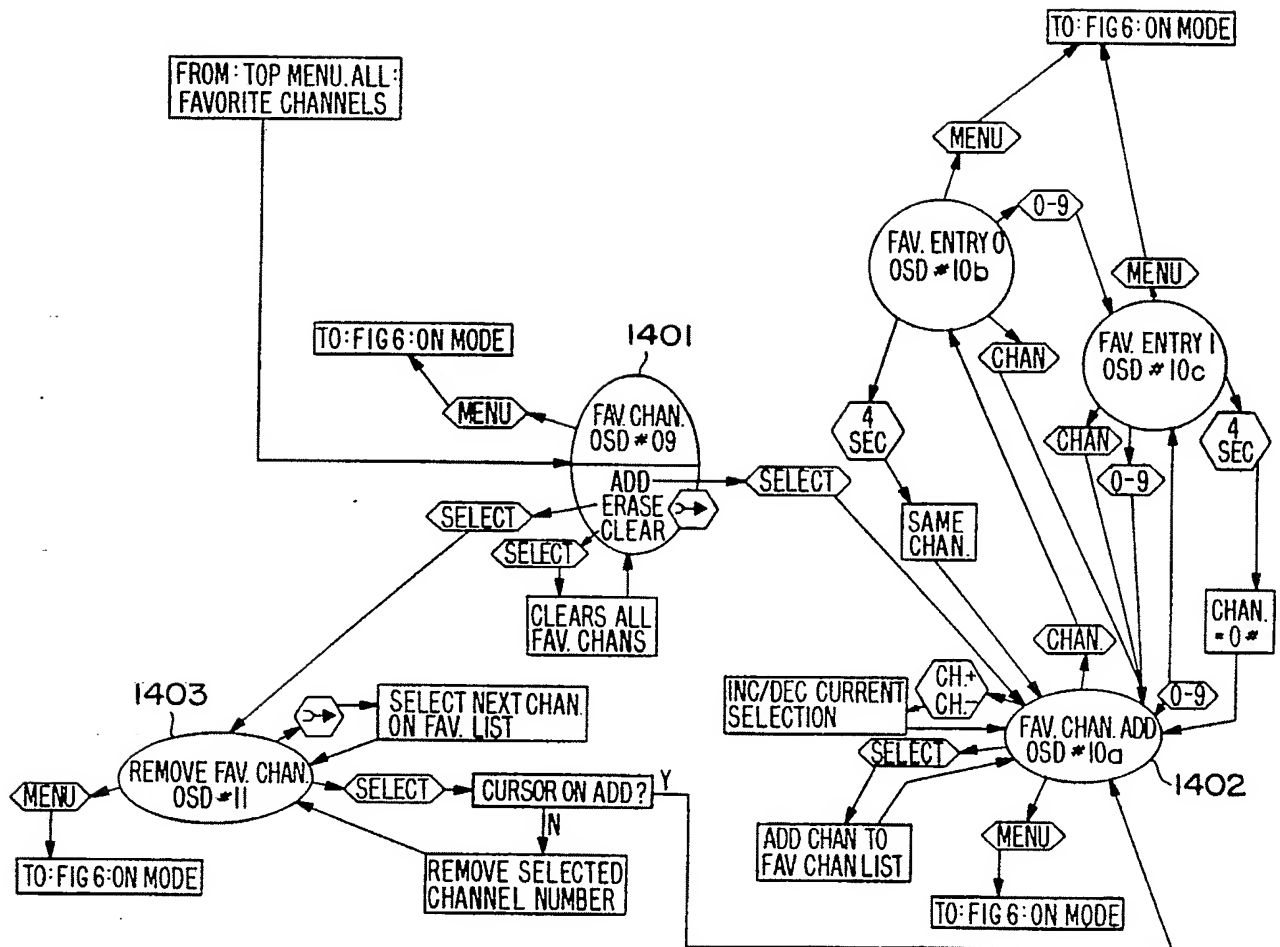 TO:FIG 6:ON MODE
FROM:TOP MENU.ALL:
FAVORITE CHANNELS
MENU
0-9
FAV. ENTRY 0
OSD #10b
MENU
1401
TO:FIG 6:ON MODE
CHAN
FAV. ENTRY 1
OSD #10c
MENU
FAV. CHAN.
OSD #09
4
SEC
CHAN
4
SEC
ADD
SELECT
0-9
SELECT
ERASE
CLEAR
SAME
CHAN.
SELECT
CLEARS ALL
FAV. CHANS
CHAN.
"0"
CHAN.
1403
SELECT NEXT CHAN.
ON FAV. LIST
INC/DEC CURRENT
SELECTION
CH.+
CH.-
0-9
FAV. CHAN. ADD
OSD #10a
SELECT
REMOVE FAV. CHAN.
OSD #11
MENU
SELECT
CURSOR ON ADD?
Y
1402
N
ADD CHAN TO
FAV CHAN LIST
MENU
TO:FIG 6:ON MODE
REMOVE SELECTED
CHANNEL NUMBER
TO:FIG 6:ON MODE